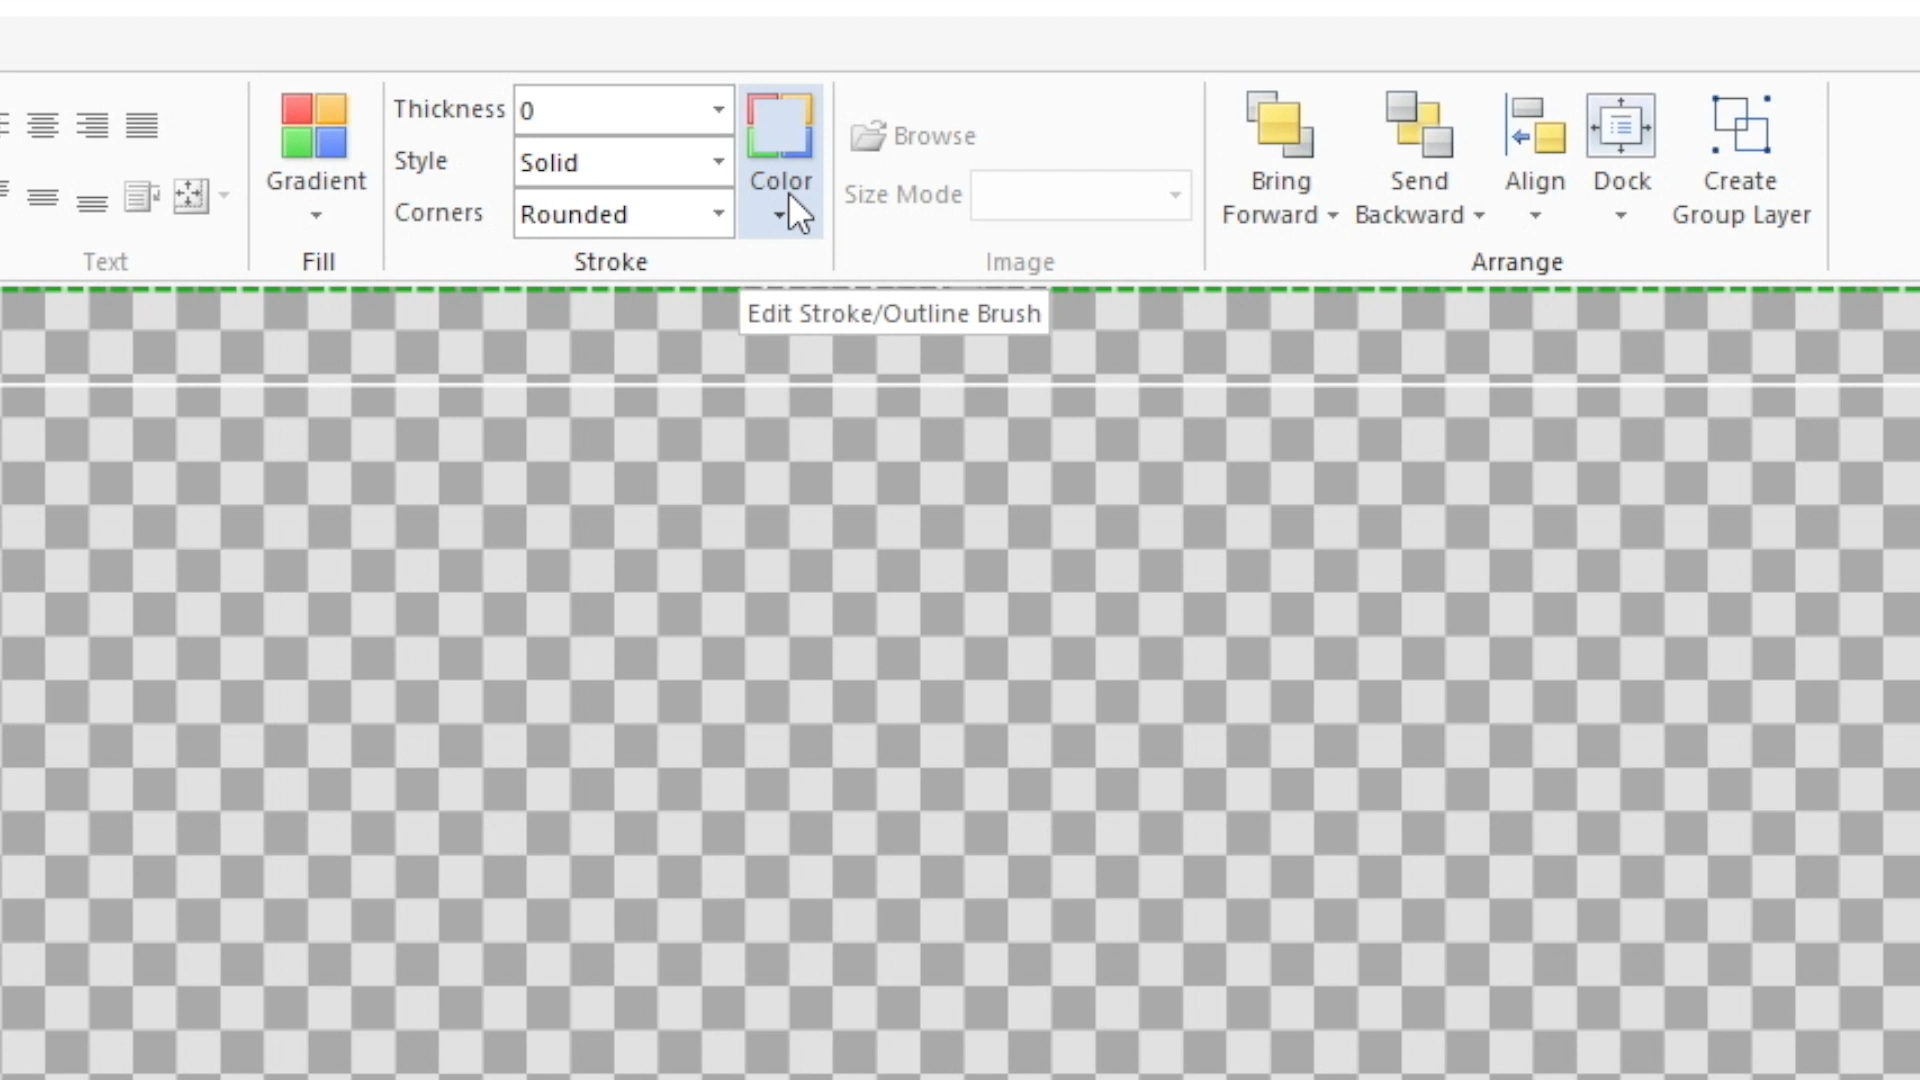 Thickness 0
Style Solid
Corners Rounded
Gradient
Color
Browse
Size Mode
Bring
Forward
Send
Backward
Align
Dock
Create
Group Layer
Text
Fill
Stroke
Image
Arrange
Edit Stroke/Outline Brush